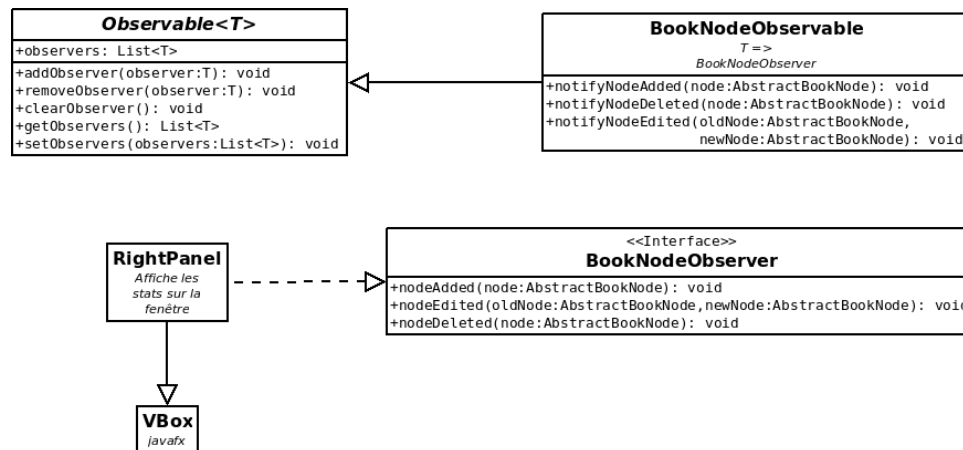 Observable<T>
+observers: List<T>
+addObserver(observer:T): void
+removeObserver(observer:T): void
+clearObserver(): void
+getObservers(): List<T>
+setObservers(observers:List<T>): void
BookNodeObservable
T =>
BookNodeObserver
+notifyNodeAdded(node:AbstractBookNode): void
+notifyNodeDeleted(node:AbstractBookNode): void
+notifyNodeEdited(oldNode:AbstractBookNode,
newNode:AbstractBookNode): void
RightPanel
Affiche les
stats sur la
fenêtre
<<Interface>>
BookNodeObserver
+nodeAdded(node:AbstractBookNode): void
+nodeEdited(oldNode:AbstractBookNode,newNode:AbstractBookNode): void
+nodeDeleted(node:AbstractBookNode): void
VBox
javafx